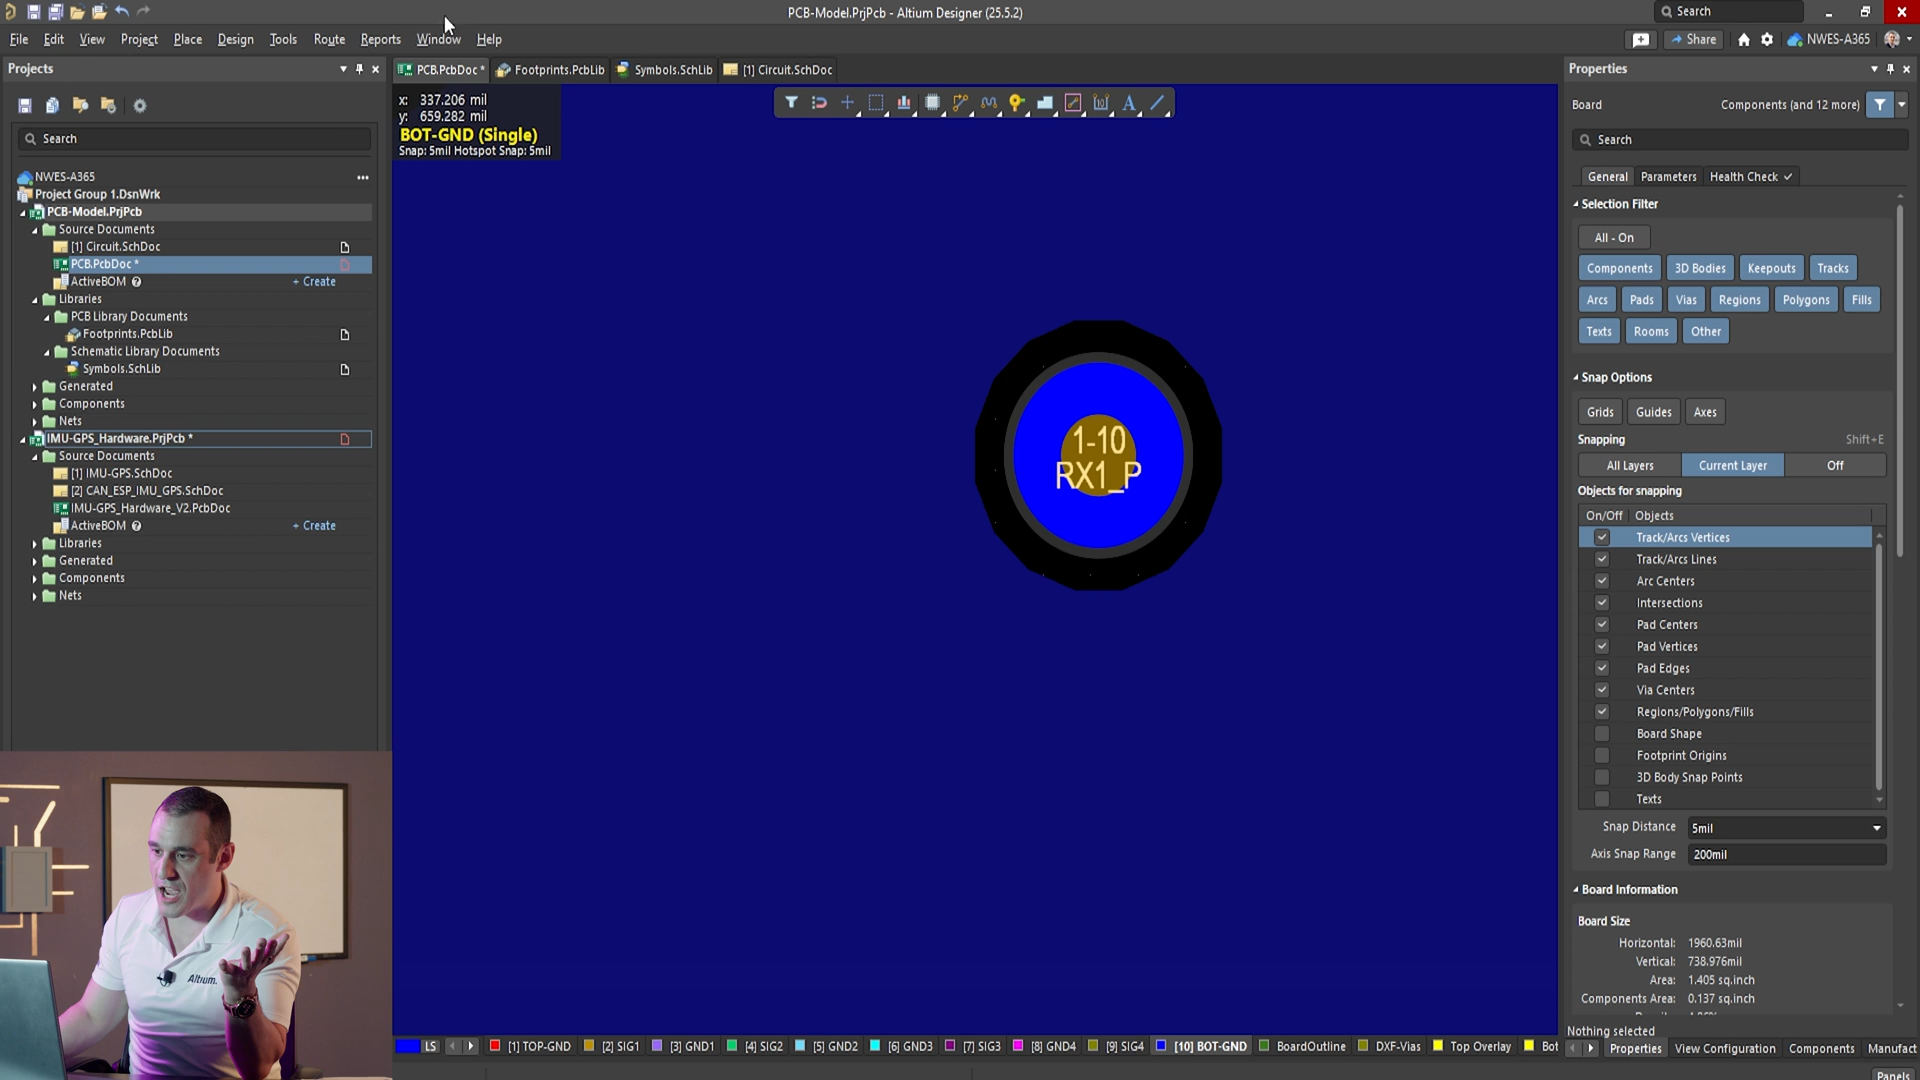 PCB-Model.PrjPcb - Altium Designer (25.5.2)
Search
File Edit View Project Place Design Tools Route Reports Window Help
Share
NWES-A365
Projects
Search
NWES-A365
Project Group 1.DsnWrk
PCB-Model.PrjPcb
Source Documents
[1] Circuit.SchDoc
PCB.PcbDoc *
ActiveBOM + Create
Libraries
PCB Library Documents
Footprints.PcbLib
Schematic Library Documents
Symbols.SchLib
Generated
Components
Nets
IMU-GPS_Hardware.PrjPcb *
Source Documents
[1] IMU-GPS.SchDoc
[2] CAN_ESP_IMU_GPS.SchDoc
IMU-GPS_Hardware_V2.PcbDoc
ActiveBOM + Create
Libraries
Generated
Components
Nets
Altium.
PCB.PcbDoc * Footprints.PcbLib Symbols.SchLib [1] Circuit.SchDoc
x: 337.206 mil
y: 659.282 mil
BOT-GND (Single)
Snap: 5mil Hotspot Snap: 5mil
1-10
RX1_P
LS [1] TOP-GND [2] SIG1 [3] GND1 [4] SIG2 [5] GND2 [6] GND3 [7] SIG3 [8] GND4 [9] SIG4 [10] BOT-GND BoardOutline DXF-Vias Top Overlay Bot
Properties
Board Components (and 12 more)
Search
General Parameters Health Check
Selection Filter
All - On
Components 3D Bodies Keepouts Tracks
Arcs Pads Vias Regions Polygons Fills
Texts Rooms Other
Snap Options
Grids Guides Axes
Snapping Shift+E
All Layers Current Layer Off
Objects for snapping
On/Off Objects
Track/Arcs Vertices
Track/Arcs Lines
Arc Centers
Intersections
Pad Centers
Pad Vertices
Pad Edges
Via Centers
Regions/Polygons/Fills
Board Shape
Footprint Origins
3D Body Snap Points
Texts
Snap Distance 5mil
Axis Snap Range 200mil
Board Information
Board Size
Horizontal: 1960.63mil
Vertical: 738.976mil
Area: 1.405 sq.inch
Components Area: 0.137 sq.inch
Nothing selected
Properties View Configuration Components Manufact
Panels